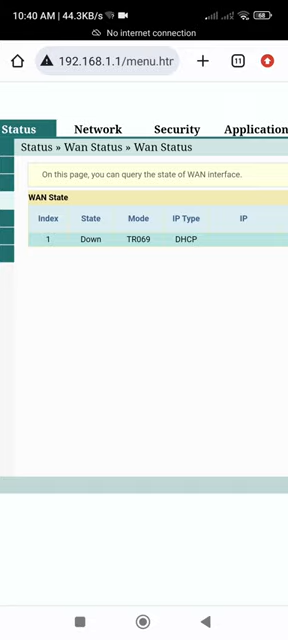 10:40 AM | 44.3KB/s
68
No internet connection
192.168.1.1/menu.htm
11
Status Network Security Application
Status » Wan Status » Wan Status
On this page, you can query the state of WAN interface.
WAN State
Index State Mode IP Type IP
1 Down TR069 DHCP